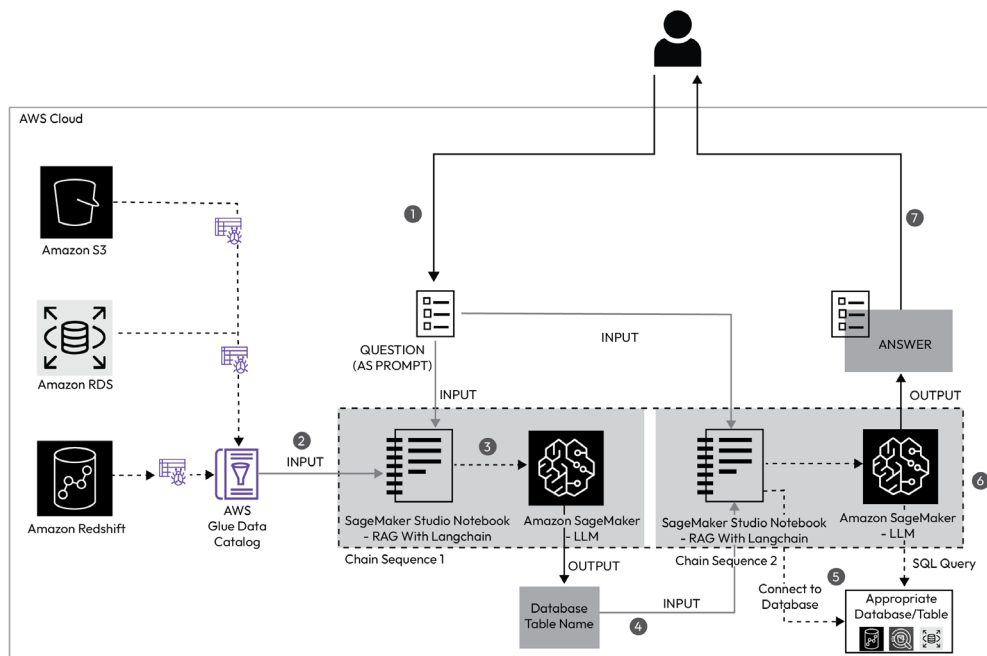 AWS Cloud
Amazon S3
Amazon RDS
Amazon Redshift
AWS
Glue Data
Catalog
1
QUESTION
(AS PROMPT)
INPUT
INPUT
2
INPUT
3
SageMaker Studio Notebook
- RAG With Langchain
Amazon SageMaker
- LLM
Chain Sequence 1
OUTPUT
Database
Table Name
4
INPUT
SageMaker Studio Notebook
- RAG With Langchain
Amazon SageMaker
- LLM
Chain Sequence 2
5
Connect to
Database
SQL Query
Appropriate
Database/Table
6
OUTPUT
ANSWER
7